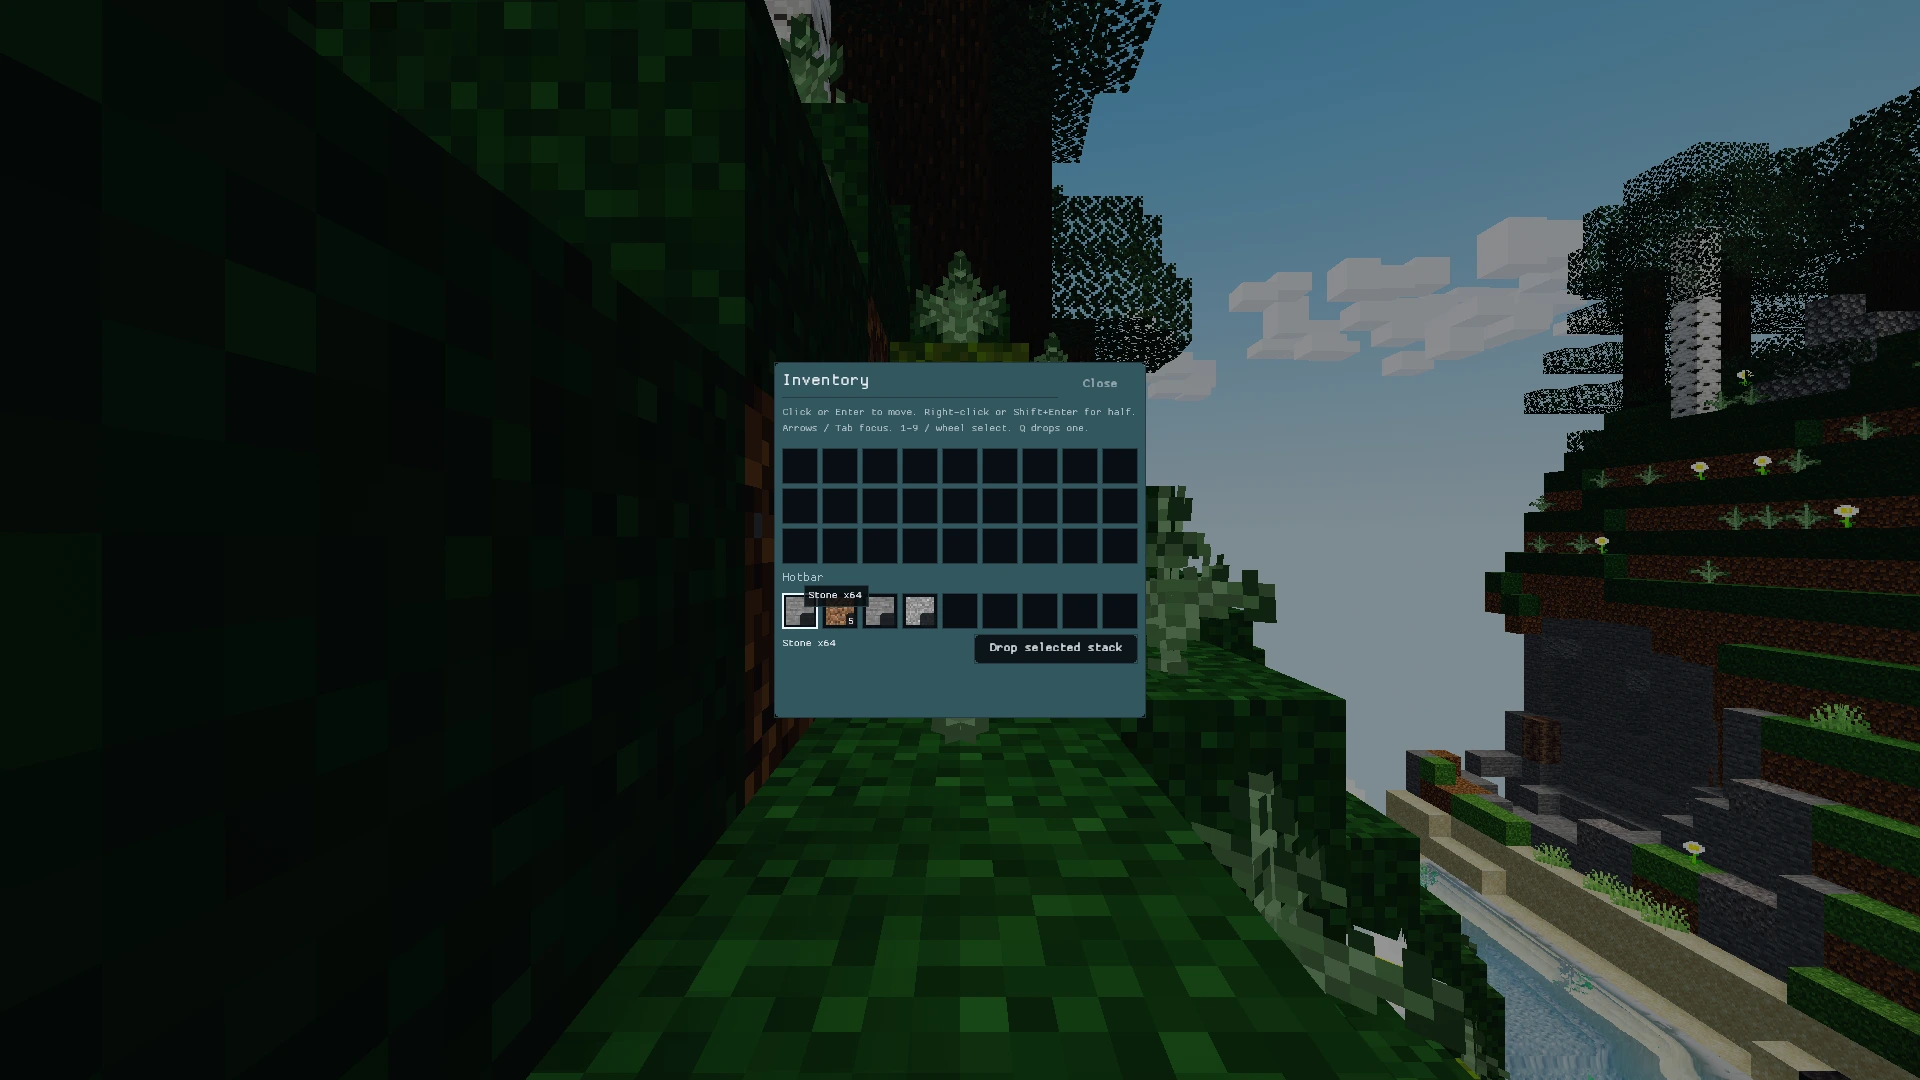 Inventory
Close
Click or Enter to move. Right-click or Shift+Enter for half.
Arrows / Tab focus. 1-9 / wheel select. Q drops one.
Hotbar
Stone x64
5
Stone x64
Drop selected stack